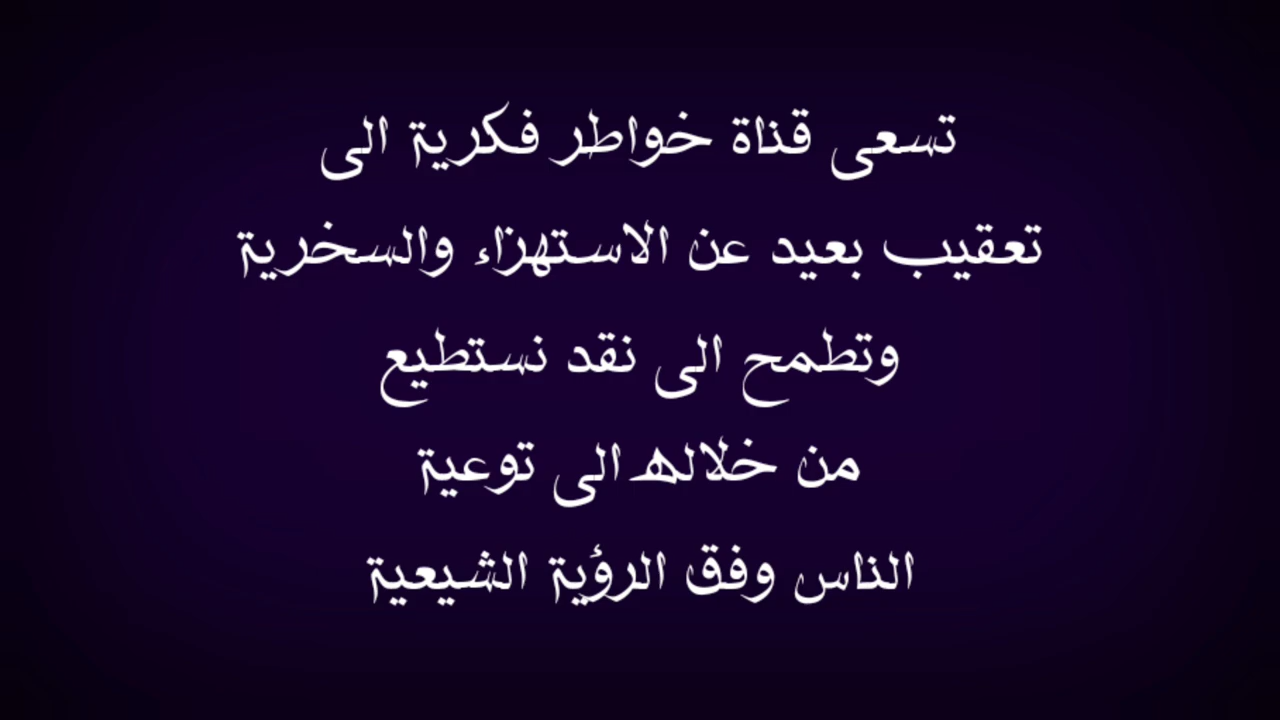 تسعى قناة خواطر فكرية الى
تعقيب بعيد عن الاستهزاء والسخرية
وتطمح الى نقد نستطيع
من خلاله الى توعية
الناس وفق الرؤية الشيعية